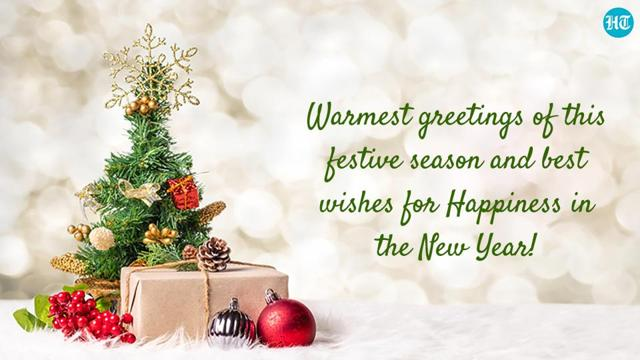 HT
Warmest greetings of this
festive season and best
wishes for Happiness in
the New Year!